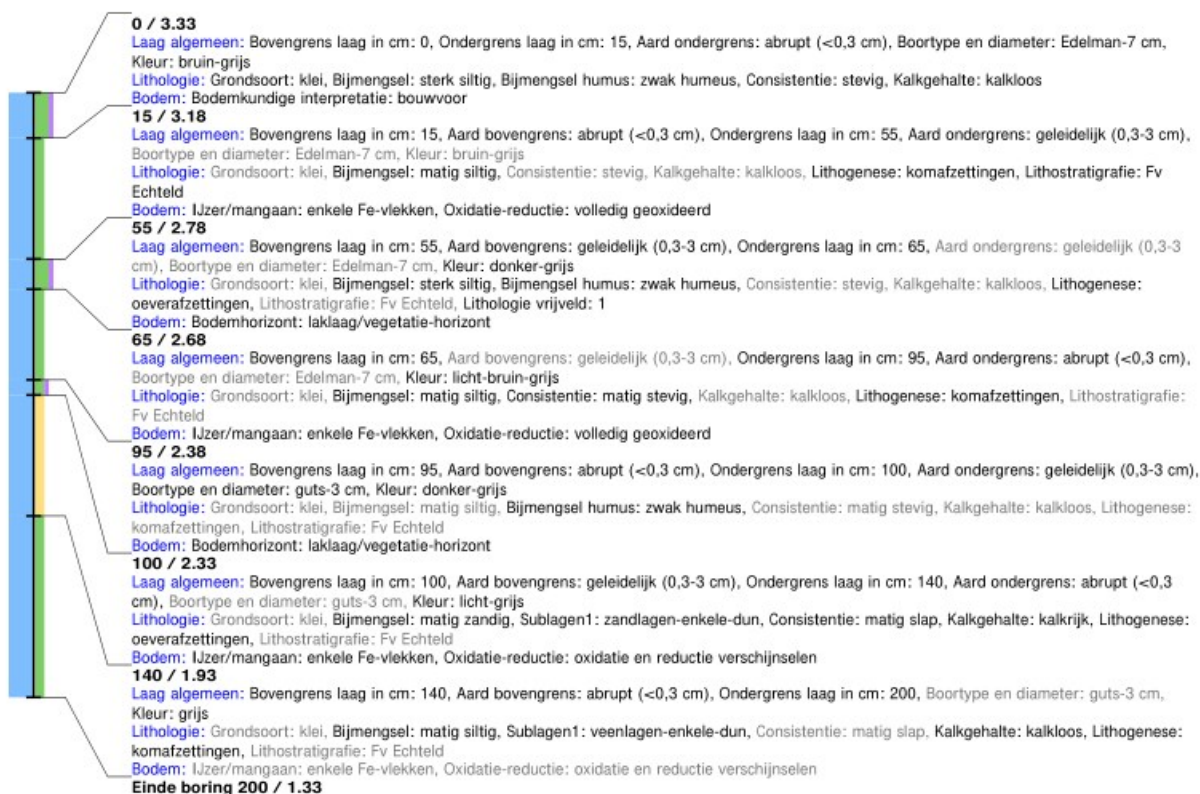 0 / 3.33
Laag algemeen: Bovengrens laag in cm: 0, Ondergrens laag in cm: 15, Aard ondergrens: abrupt (<0,3 cm), Boortype en diameter: Edelman-7 cm,
Kleur: bruin-grijs
Lithologie: Grondsoort: klei, Bijmengsel: sterk siltig, Bijmengsel humus: zwak humeus, Consistentie: stevig, Kalkgehalte: kalkloos
Bodem: Bodemkundige interpretatie: bouwvoor
15 / 3.18
Laag algemeen: Bovengrens laag in cm: 15, Aard bovengrens: abrupt (<0,3 cm), Ondergrens laag in cm: 55, Aard ondergrens: geleidelijk (0,3-3 cm),
Boortype en diameter: Edelman-7 cm, Kleur: bruin-grijs
Lithologie: Grondsoort: klei, Bijmengsel: matig siltig, Consistentie: stevig, Kalkgehalte: kalkloos, Lithogenese: komafzettingen, Lithostratigrafie: Fv
Echteld
Bodem: IJzer/mangaan: enkele Fe-vlekken, Oxidatie-reductie: volledig geoxideerd
55 / 2.78
Laag algemeen: Bovengrens laag in cm: 55, Aard bovengrens: geleidelijk (0,3-3 cm), Ondergrens laag in cm: 65, Aard ondergrens: geleidelijk (0,3-3
cm), Boortype en diameter: Edelman-7 cm, Kleur: donker-grijs
Lithologie: Grondsoort: klei, Bijmengsel: sterk siltig, Bijmengsel humus: zwak humeus, Consistentie: stevig, Kalkgehalte: kalkloos, Lithogenese:
oeverafzettingen, Lithostratigrafie: Fv Echteld, Lithologie vrijveld: 1
Bodem: Bodemhorizont: laklaag/vegetatie-horizont
65 / 2.68
Laag algemeen: Bovengrens laag in cm: 65, Aard bovengrens: geleidelijk (0,3-3 cm), Ondergrens laag in cm: 95, Aard ondergrens: abrupt (<0,3 cm),
Boortype en diameter: Edelman-7 cm, Kleur: licht-bruin-grijs
Lithologie: Grondsoort: klei, Bijmengsel: matig siltig, Consistentie: matig stevig, Kalkgehalte: kalkloos, Lithogenese: komafzettingen, Lithostratigrafie:
Fv Echteld
Bodem: IJzer/mangaan: enkele Fe-vlekken, Oxidatie-reductie: volledig geoxideerd
95 / 2.38
Laag algemeen: Bovengrens laag in cm: 95, Aard bovengrens: abrupt (<0,3 cm), Ondergrens laag in cm: 100, Aard ondergrens: geleidelijk (0,3-3 cm),
Boortype en diameter: guts-3 cm, Kleur: donker-grijs
Lithologie: Grondsoort: klei, Bijmengsel: matig siltig, Bijmengsel humus: zwak humeus, Consistentie: matig stevig, Kalkgehalte: kalkloos, Lithogenese:
komafzettingen, Lithostratigrafie: Fv Echteld
Bodem: Bodemhorizont: laklaag/vegetatie-horizont
100 / 2.33
Laag algemeen: Bovengrens laag in cm: 100, Aard bovengrens: geleidelijk (0,3-3 cm), Ondergrens laag in cm: 140, Aard ondergrens: abrupt (<0,3
cm), Boortype en diameter: guts-3 cm, Kleur: licht-grijs
Lithologie: Grondsoort: klei, Bijmengsel: matig zandig, Sublagen1: zandlagen-enkele-dun, Consistentie: matig slap, Kalkgehalte: kalkrijk, Lithogenese:
oeverafzettingen, Lithostratigrafie: Fv Echteld
Bodem: IJzer/mangaan: enkele Fe-vlekken, Oxidatie-reductie: oxidatie en reductie verschijnselen
140 / 1.93
Laag algemeen: Bovengrens laag in cm: 140, Aard bovengrens: abrupt (<0,3 cm), Ondergrens laag in cm: 200, Boortype en diameter: guts-3 cm,
Kleur: grijs
Lithologie: Grondsoort: klei, Bijmengsel: matig siltig, Sublagen1: veenlagen-enkele-dun, Consistentie: matig slap, Kalkgehalte: kalkloos, Lithogenese:
komafzettingen, Lithostratigrafie: Fv Echteld
Bodem: IJzer/mangaan: enkele Fe-vlekken, Oxidatie-reductie: oxidatie en reductie verschijnselen
Einde boring 200 / 1.33